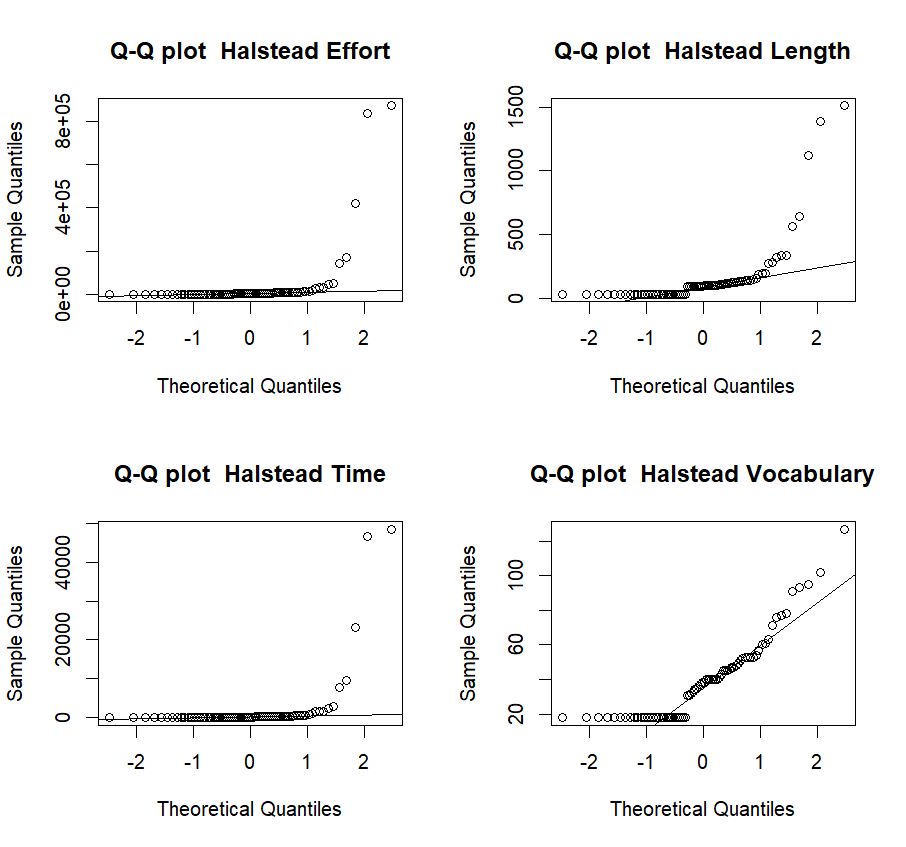 Q-Q plot  Halstead Effort
Sample Quantiles
8e+05
4e+05
0e+00
-2 -1 0 1 2
Theoretical Quantiles
Q-Q plot  Halstead Length
Sample Quantiles
1500
1000
500
0
-2 -1 0 1 2
Theoretical Quantiles
Q-Q plot  Halstead Time
Sample Quantiles
40000
20000
0
-2 -1 0 1 2
Theoretical Quantiles
Q-Q plot  Halstead Vocabulary
Sample Quantiles
100
60
20
-2 -1 0 1 2
Theoretical Quantiles